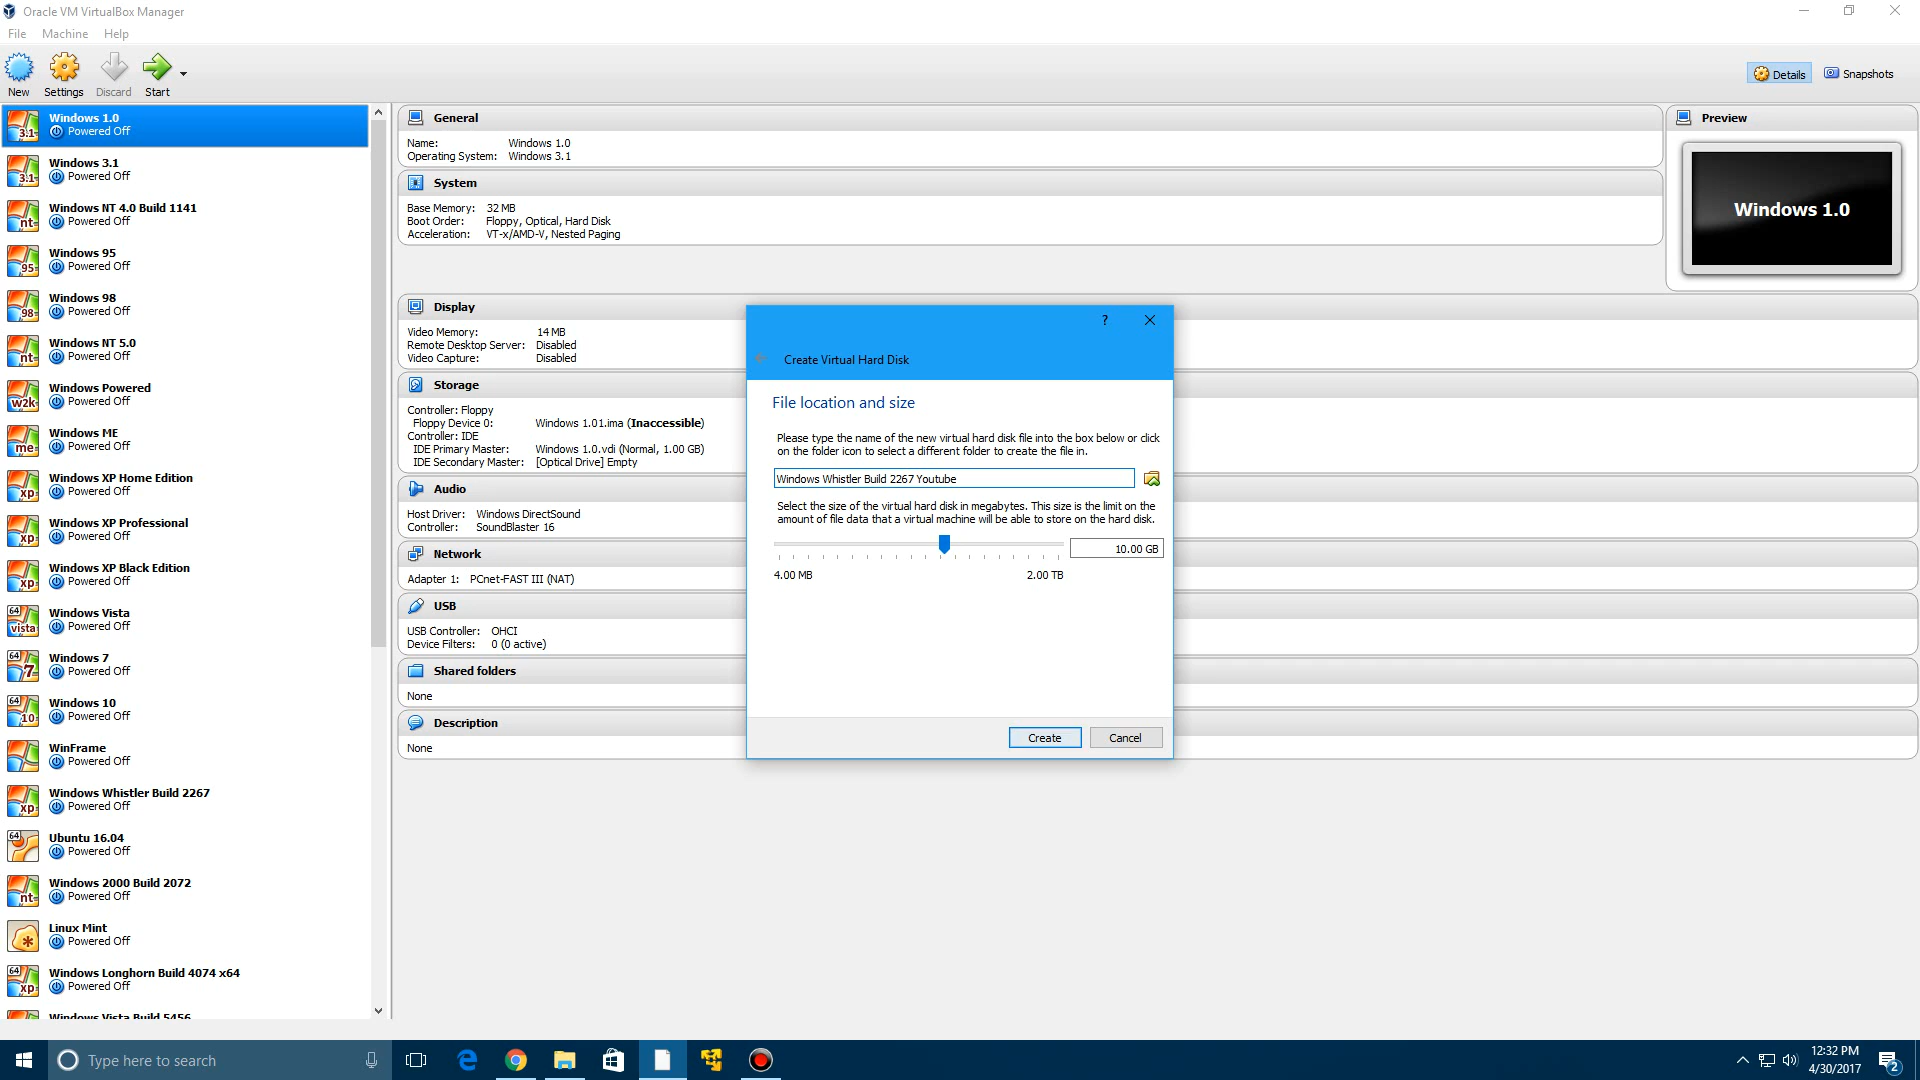 Oracle VM VirtualBox Manager
File Machine Help
New Settings Discard Start
Details Snapshots
Windows 1.0
Powered Off
Windows 3.1
Powered Off
Windows NT 4.0 Build 1141
Powered Off
Windows 95
Powered Off
Windows 98
Powered Off
Windows NT 5.0
Powered Off
Windows Powered
Powered Off
Windows ME
Powered Off
Windows XP Home Edition
Powered Off
Windows XP Professional
Powered Off
Windows XP Black Edition
Powered Off
Windows Vista
Powered Off
Windows 7
Powered Off
Windows 10
Powered Off
WinFrame
Powered Off
Windows Whistler Build 2267
Powered Off
Ubuntu 16.04
Powered Off
Windows 2000 Build 2072
Powered Off
Linux Mint
Powered Off
Windows Longhorn Build 4074 x64
Powered Off
Windows Vista Build 5456
General
Name: Windows 1.0
Operating System: Windows 3.1
System
Base Memory: 32 MB
Boot Order: Floppy, Optical, Hard Disk
Acceleration: VT-x/AMD-V, Nested Paging
Preview
Windows 1.0
Display
Video Memory: 14 MB
Remote Desktop Server: Disabled
Video Capture: Disabled
Storage
Controller: Floppy
Floppy Device 0: Windows 1.01.ima (Inaccessible)
Controller: IDE
IDE Primary Master: Windows 1.0.vdi (Normal, 1.00 GB)
IDE Secondary Master: [Optical Drive] Empty
Audio
Host Driver: Windows DirectSound
Controller: SoundBlaster 16
Network
Adapter 1: PCnet-FAST III (NAT)
USB
USB Controller: OHCI
Device Filters: 0 (0 active)
Shared folders
None
Description
None
?
Create Virtual Hard Disk
File location and size
Please type the name of the new virtual hard disk file into the box below or click
on the folder icon to select a different folder to create the file in.
Windows Whistler Build 2267 Youtube
Select the size of the virtual hard disk in megabytes. This size is the limit on the
amount of file data that a virtual machine will be able to store on the hard disk.
10.00 GB
4.00 MB 2.00 TB
Create Cancel
Type here to search
12:32 PM
4/30/2017
2